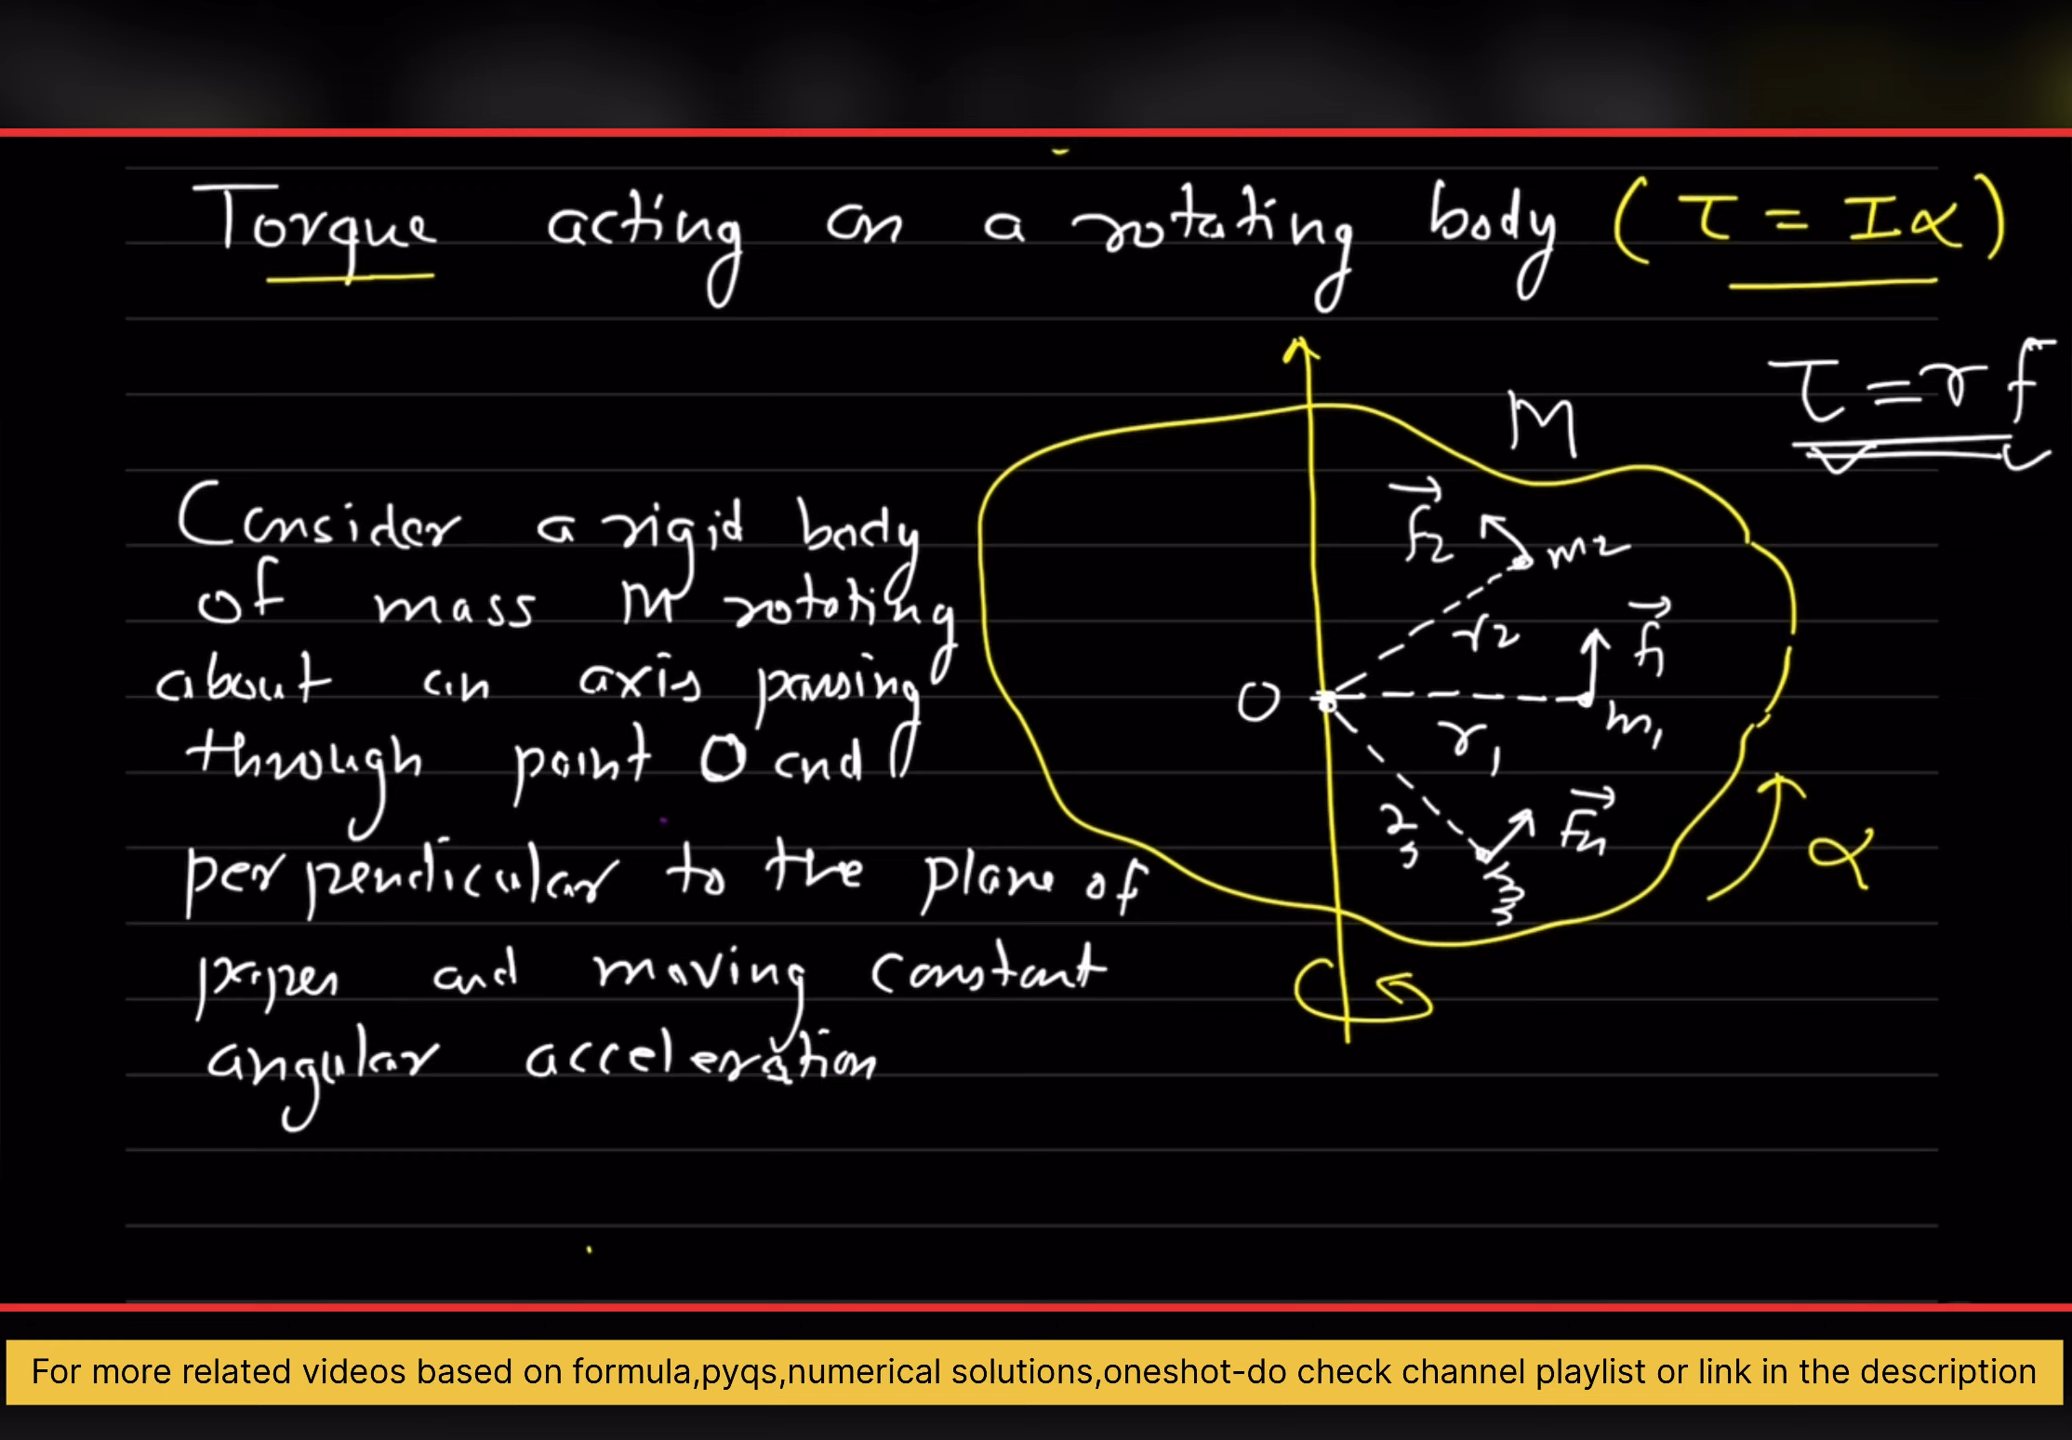 Torque acting on a rotating body (τ = Iα)
τ = r f
M
Consider a rigid body
of mass M rotating
about an axis passing
through point O and
perpendicular to the plane of
paper and moving constant
angular acceleration
f2
m2
r2
f1
O
m1
r1
fn
α
For more related videos based on formula,pyqs,numerical solutions,oneshot-do check channel playlist or link in the description